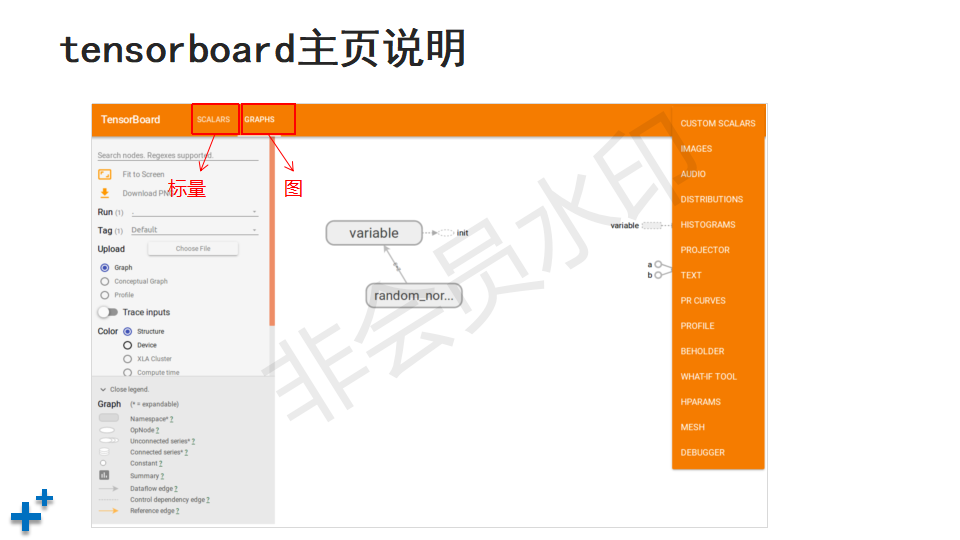 tensorboard主页说明
TensorBoard
SCALARS
GRAPHS
标量
图
Search nodes. Regexes supported.
Fit to Screen
Download PNG
Run (1) .
Tag (1) Default
Upload Choose File
Graph
Conceptual Graph
Profile
Trace inputs
Color Structure
Device
XLA Cluster
Compute time
Close legend.
Graph (* = expandable)
Namespace* ?
OpNode ?
Unconnected series* ?
Connected series* ?
Constant ?
Summary ?
Dataflow edge ?
Control dependency edge ?
Reference edge ?
variable
init
random_nor...
2
variable
a
b
CUSTOM SCALARS
IMAGES
AUDIO
DISTRIBUTIONS
HISTOGRAMS
PROJECTOR
TEXT
PR CURVES
PROFILE
BEHOLDER
WHAT-IF TOOL
HPARAMS
MESH
DEBUGGER
非会员水印